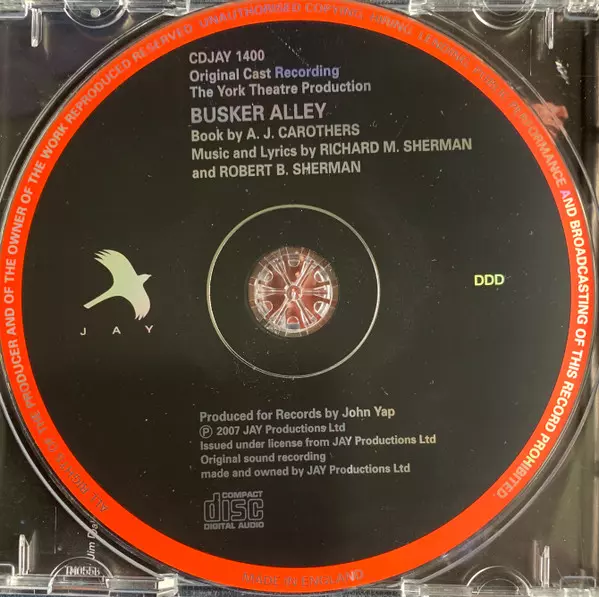 CDJAY 1400
Original Cast Recording
The York Theatre Production
BUSKER ALLEY
Book by A. J. CAROTHERS
Music and Lyrics by RICHARD M. SHERMAN
and ROBERT B. SHERMAN
JAY
DDD
Produced for Records by John Yap
℗ 2007 JAY Productions Ltd
Issued under license from JAY Productions Ltd
Original sound recording
made and owned by JAY Productions Ltd
COMPACT
disc
DIGITAL AUDIO
ALL RIGHTS OF THE PRODUCER AND OF THE OWNER OF THE WORK REPRODUCED RESERVED UNAUTHORISED COPYING HIRING LENDING PUBLIC PERFORMANCE AND BROADCASTING OF THIS RECORD PROHIBITED.
MADE IN ENGLAND